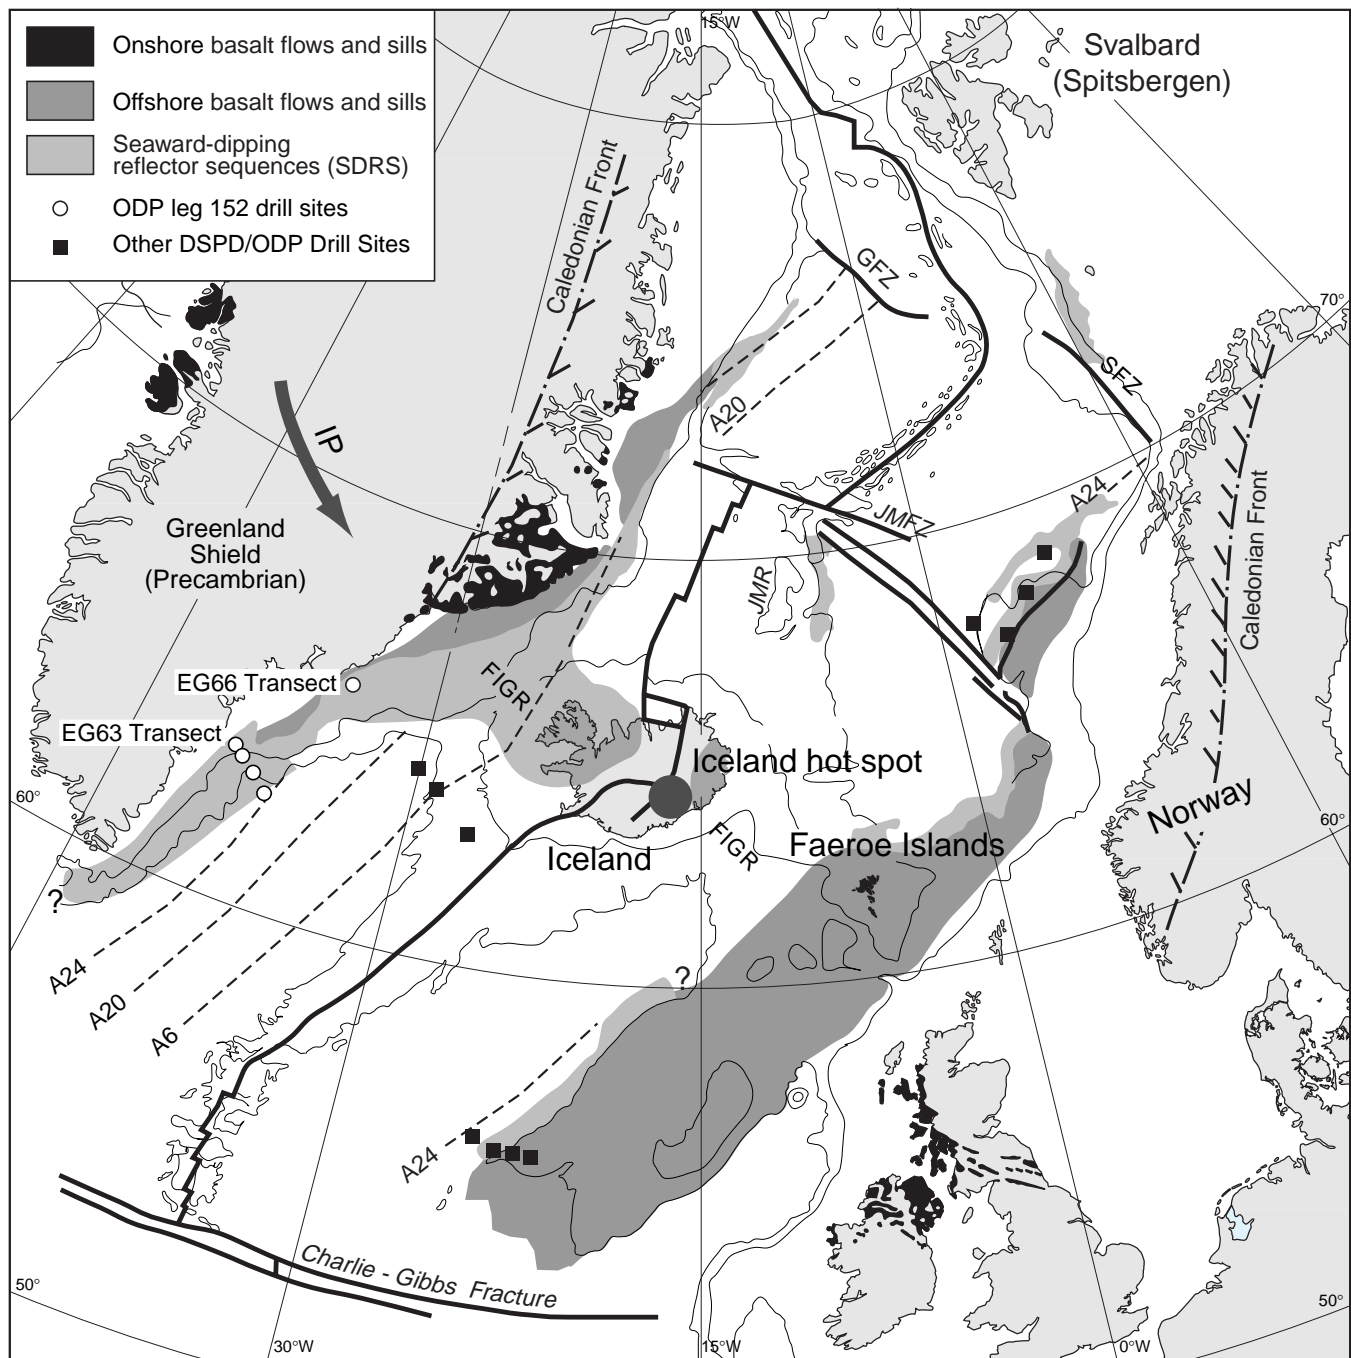 Onshore basalt flows and sills
Offshore basalt flows and sills
Seaward-dipping
reflector sequences (SDRS)
ODP leg 152 drill sites
Other DSPD/ODP Drill Sites
15°W
Svalbard
(Spitsbergen)
Caledonian Front
GFZ
70°
SFZ
A20
IP
A24
JMFZ
Greenland
Shield
(Precambrian)
Caledonian Front
JMR
EG66 Transect
FIGR
EG63 Transect
Iceland hot spot
60°
Norway
60°
FIGR
Faeroe Islands
Iceland
?
A24
?
A20
A6
A24
Charlie - Gibbs Fracture
50°
50°
30°W
15°W
0°W